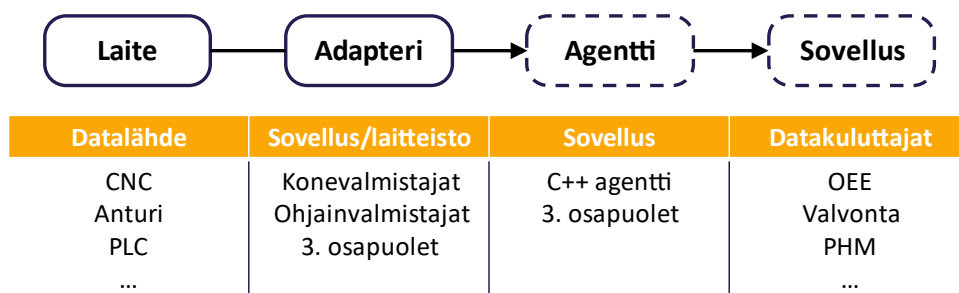 Laite
Adapteri
Agentti
Sovellus
Datalähde
Sovellus/laitteisto
Sovellus
Datakuluttajat
CNC
Konevalmistajat
C++ agentti
OEE
Anturi
Ohjainvalmistajat
3. osapuolet
Valvonta
PLC
3. osapuolet
PHM
...
...